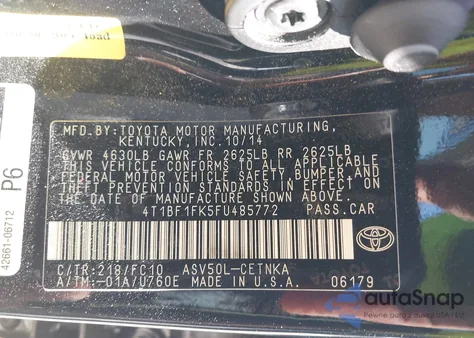 MFD.BY:TOYOTA MOTOR MANUFACTURING,
KENTUCKY,INC.10/14
GVWR 4630LB GAWR FR 2625LB RR 2625LB
THIS VEHICLE CONFORMS TO ALL APPLICABLE
FEDERAL MOTOR VEHICLE SAFETY, BUMPER, AND
THEFT PREVENTION STANDARDS IN EFFECT ON
THE DATE OF MANUFACTURE SHOWN ABOVE.
4T1BF1FK5FU485772 PASS.CAR
C/TR:218/FC10 ASV50L-CETNKA
A/TM:-01A/U760E MADE IN U.S.A. 06179
TOYOTA
P6
42661-06712
autoSnap